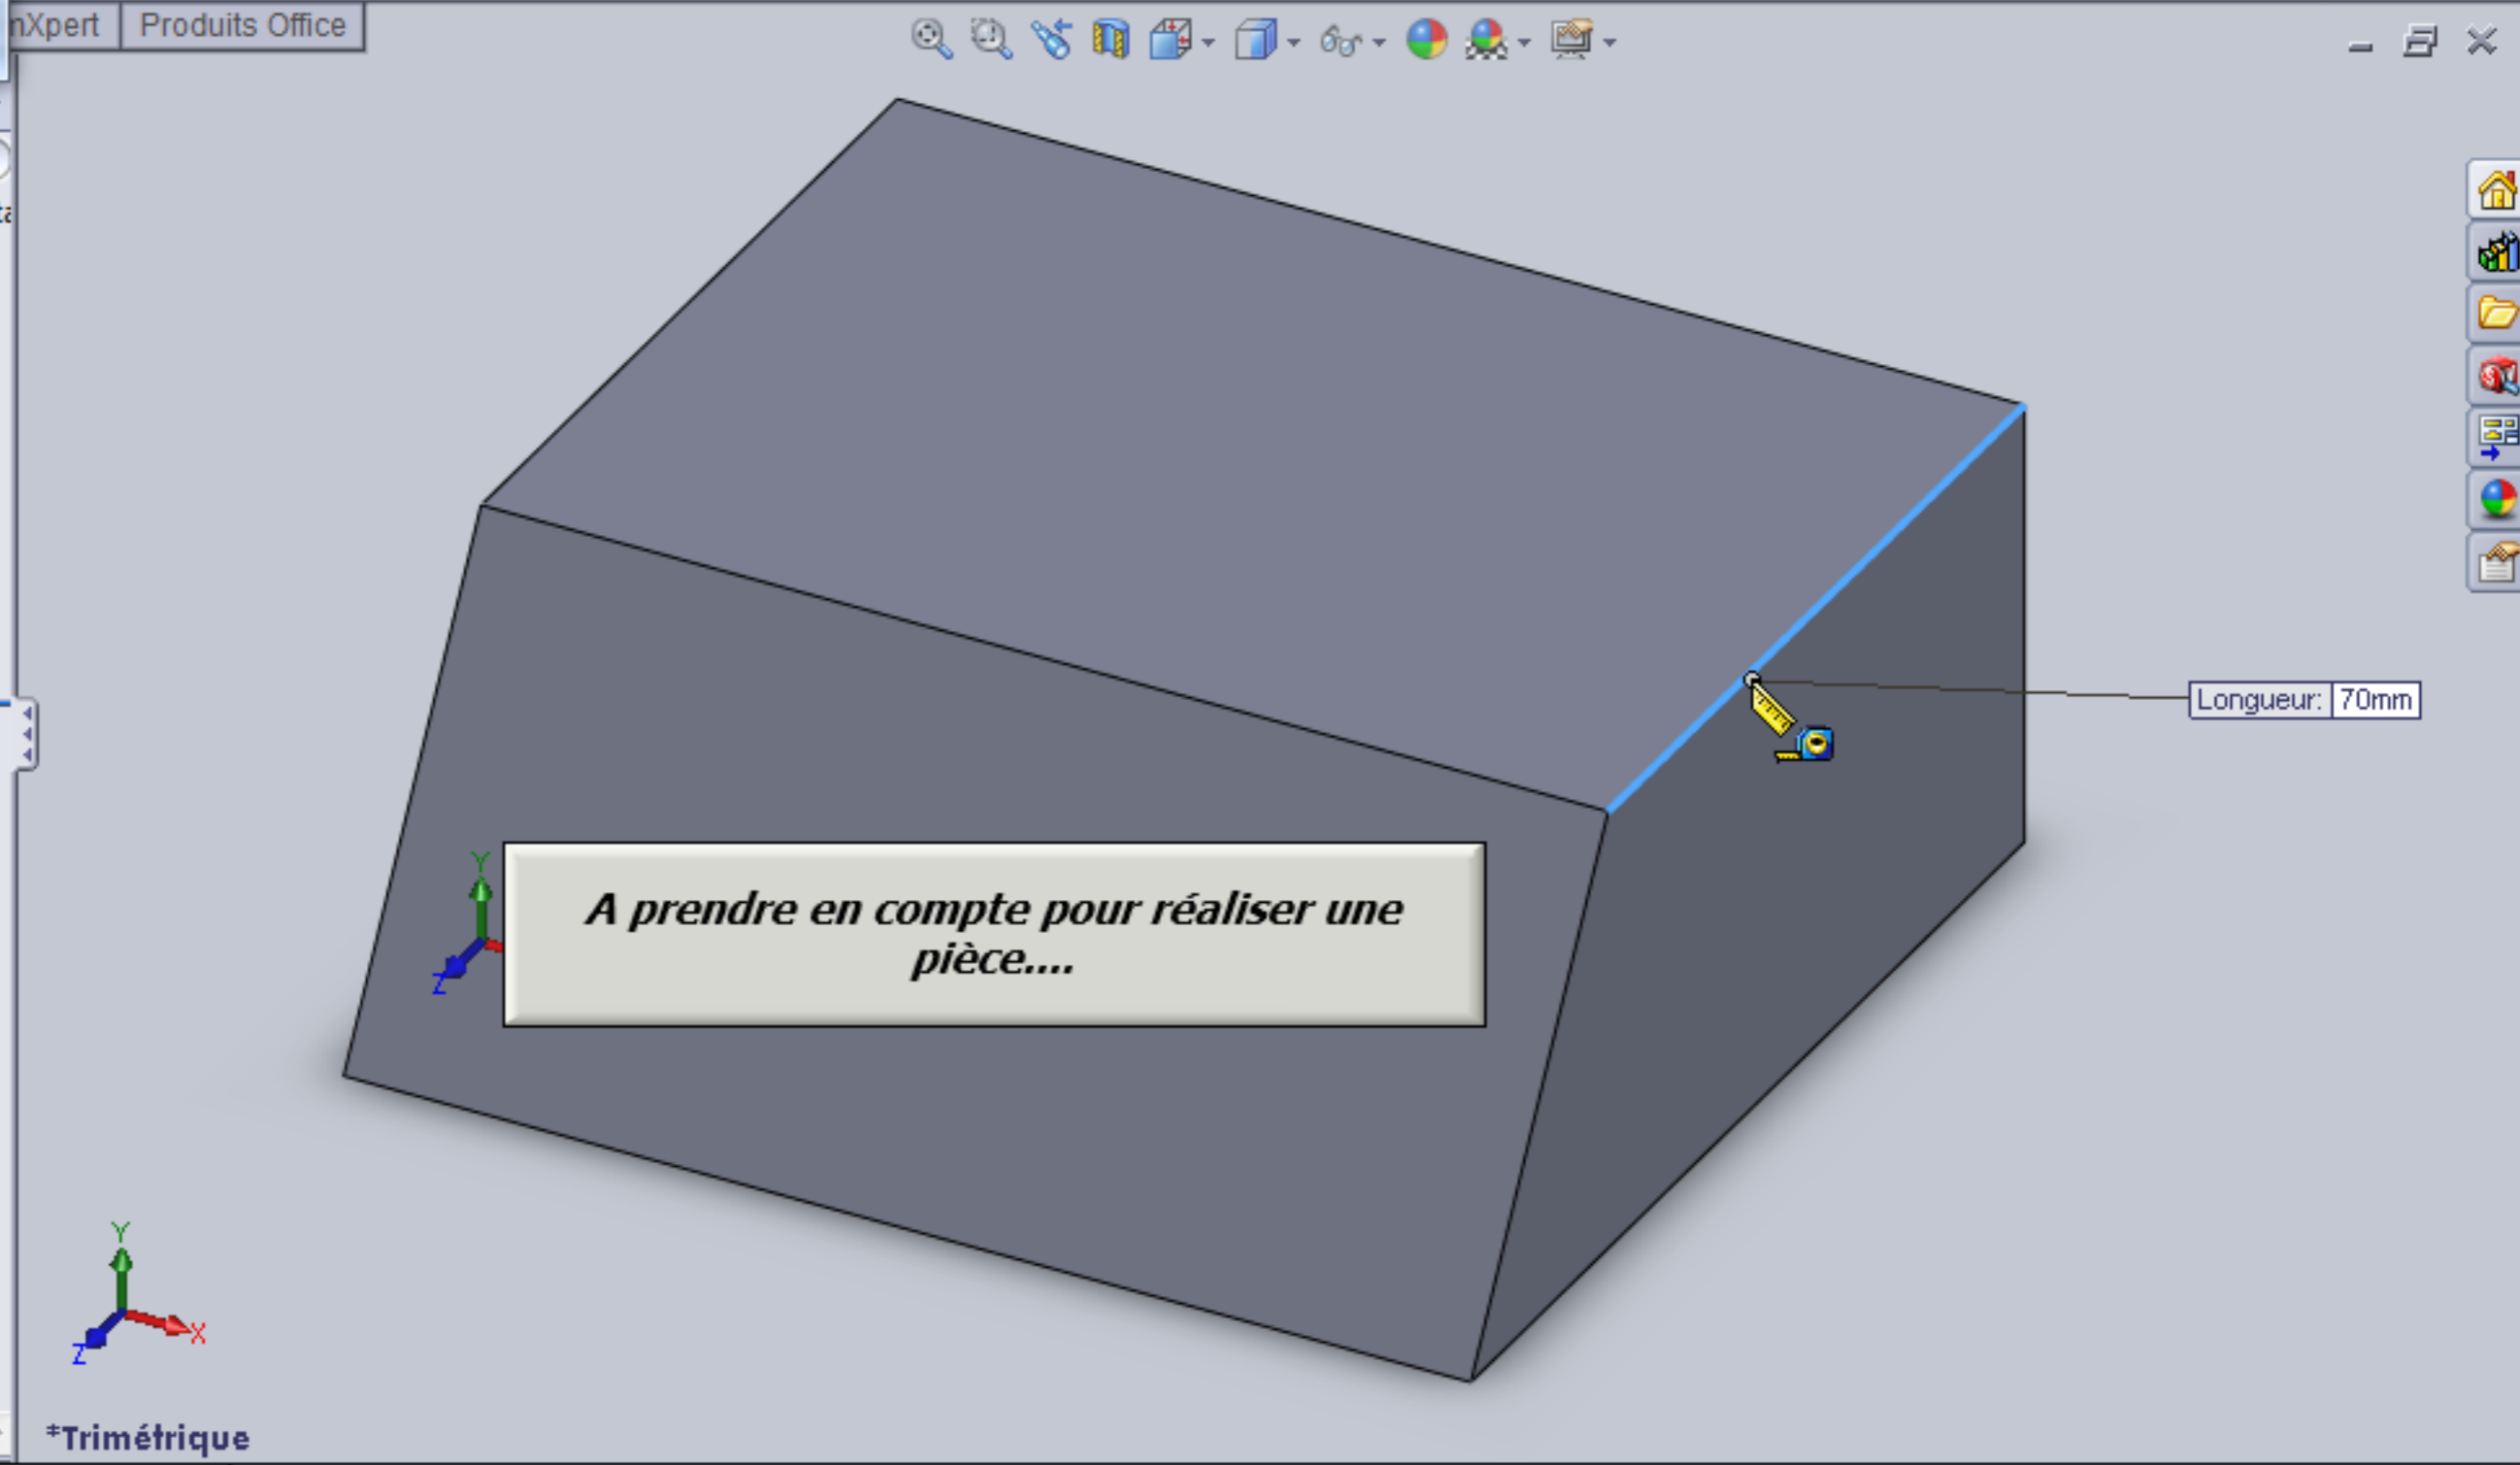 nXpert
Produits Office
Longueur: 70mm
Y
Z
A prendre en compte pour réaliser une
pièce....
Y
X
Z
*Trimétrique